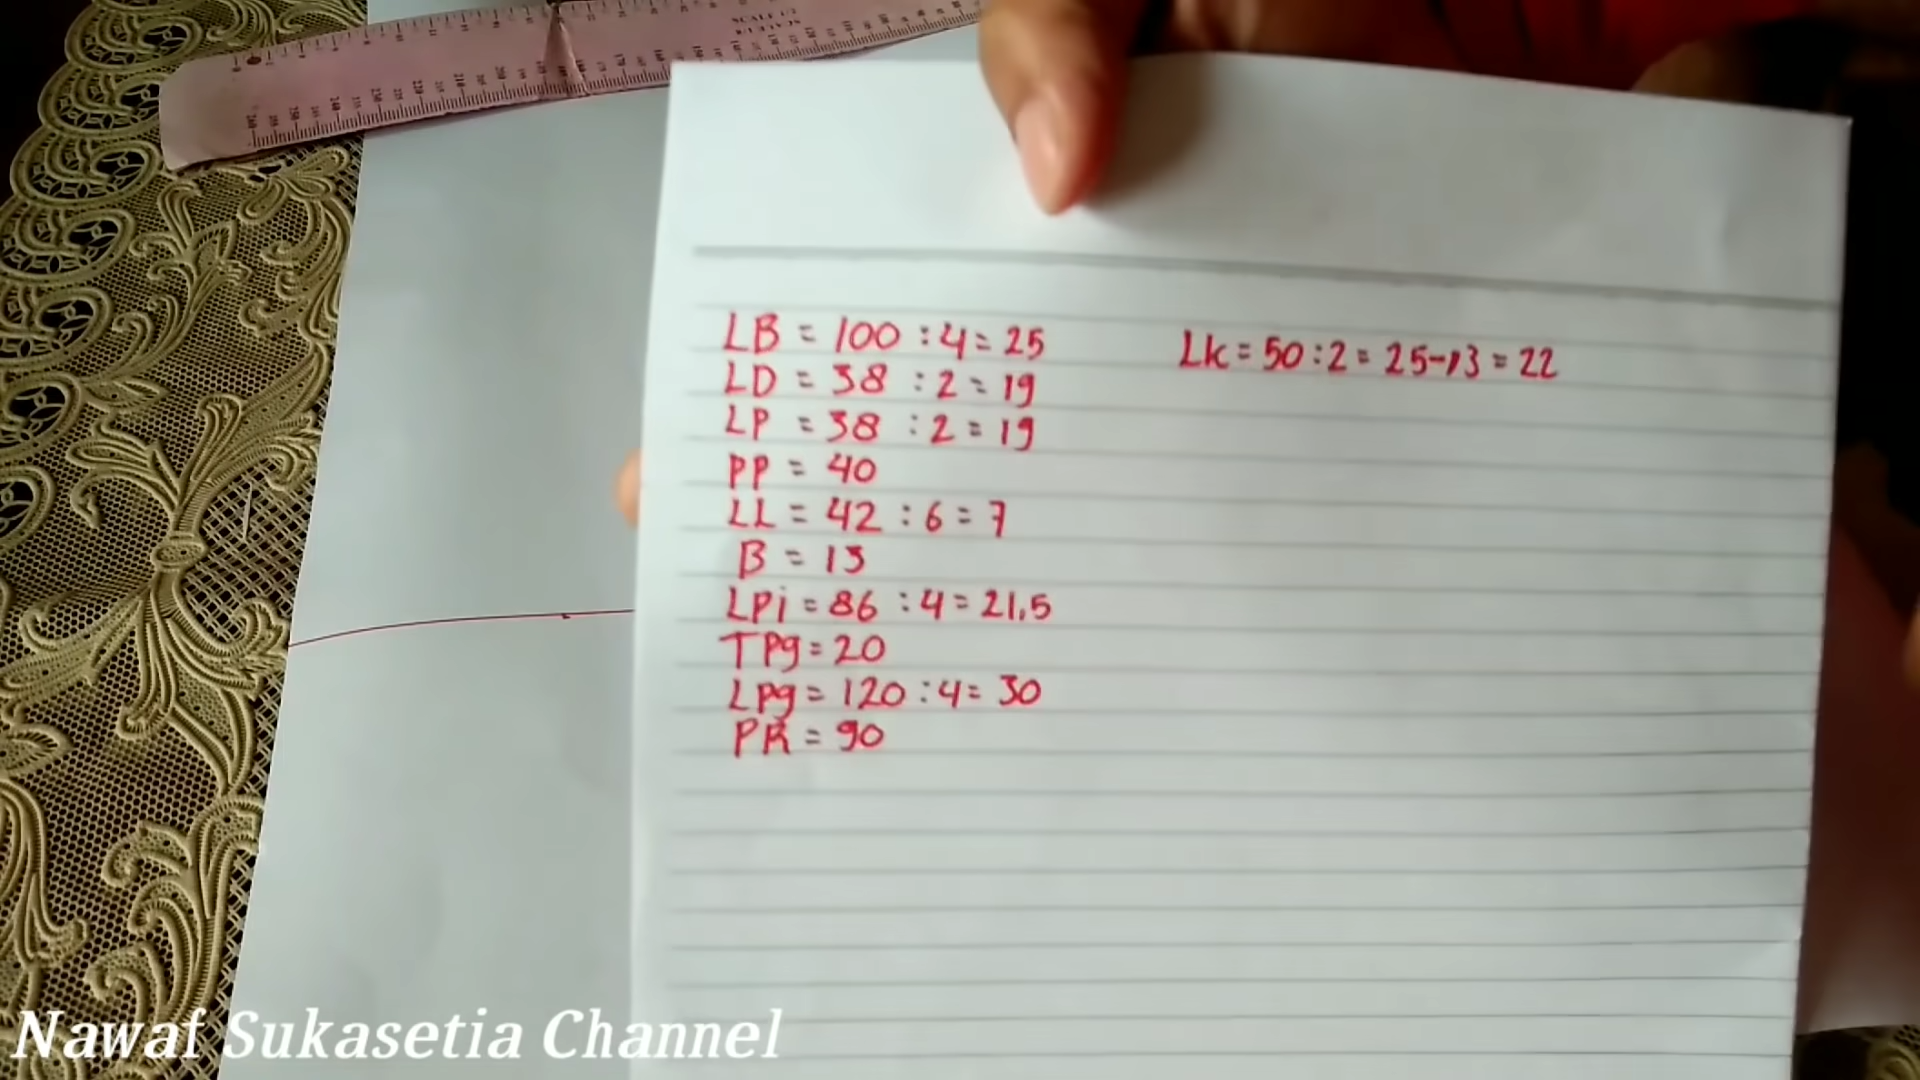 LB = 100 : 4 = 25
LD = 38 : 2 = 19
LP = 38 : 2 = 19
PP = 40
LL = 42 : 6 = 7
B = 13
LPi = 86 : 4 = 21,5
TPg = 20
Lpg = 120 : 4 = 30
PR = 90
Lk = 50 : 2 = 25-,3 = 22
Nawaf Sukasetia Channel